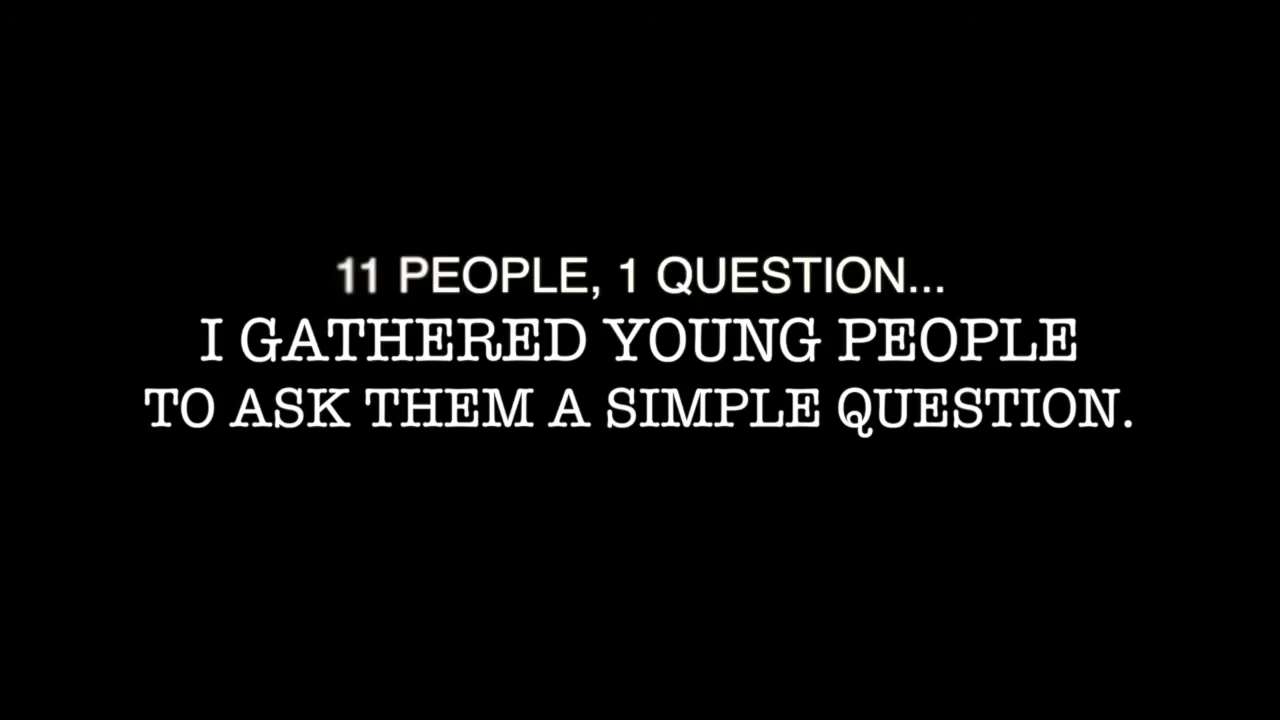 11 PEOPLE, 1 QUESTION...
I GATHERED YOUNG PEOPLE
TO ASK THEM A SIMPLE QUESTION.